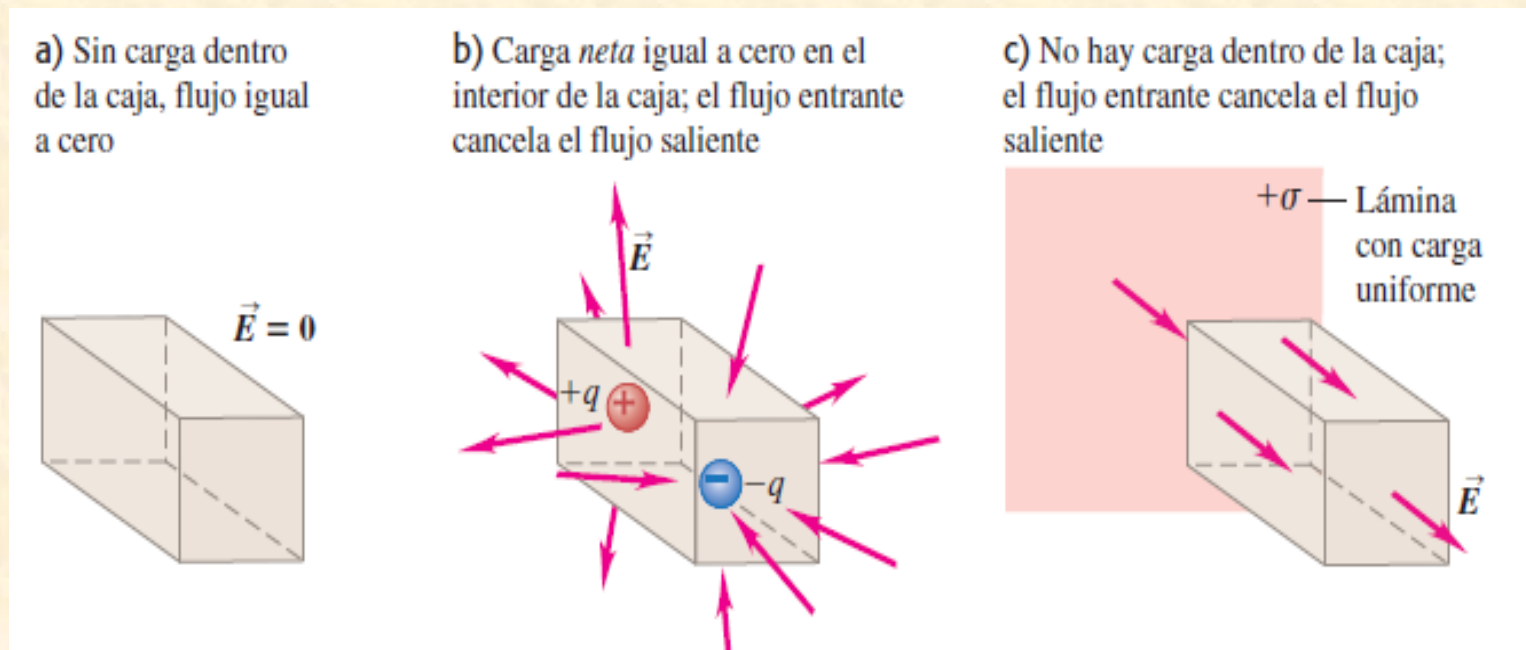 a) Sin carga dentro
de la caja, flujo igual
a cero
E⃗ = 0
b) Carga neta igual a cero en el
interior de la caja; el flujo entrante
cancela el flujo saliente
E⃗
+q
+
−
−q
c) No hay carga dentro de la caja;
el flujo entrante cancela el flujo
saliente
+σ
Lámina
con carga
uniforme
E⃗